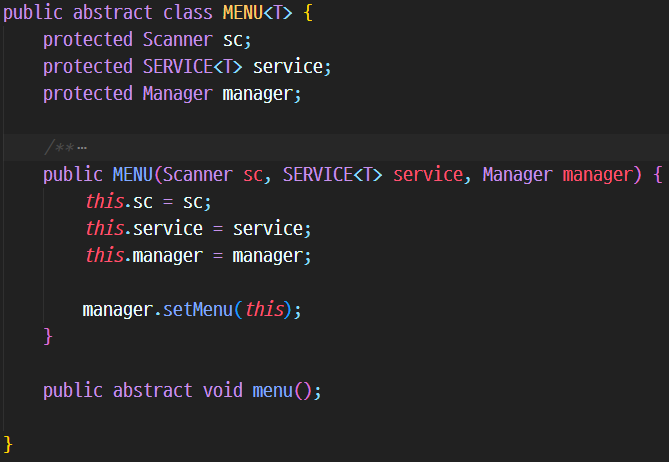 public abstract class MENU<T> {
    protected Scanner sc;
    protected SERVICE<T> service;
    protected Manager manager;
    /**⋯
    public MENU(Scanner sc, SERVICE<T> service, Manager manager) {
        this.sc = sc;
        this.service = service;
        this.manager = manager;
        manager.setMenu(this);
    }
    public abstract void menu();
}